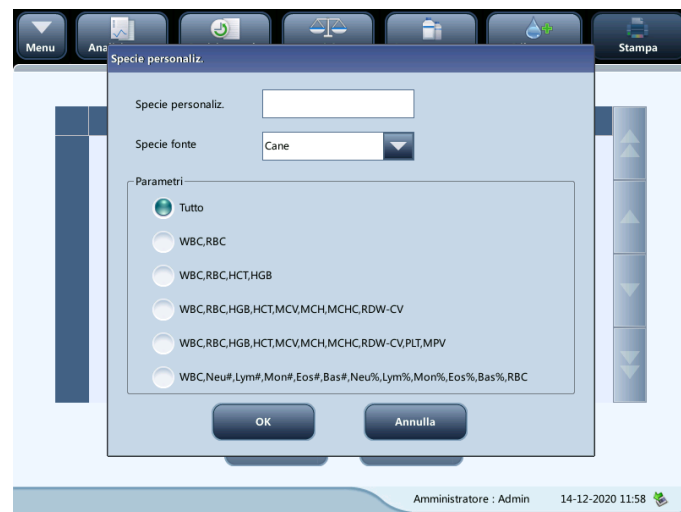 Menu
Ana
Stampa
Specie personaliz.
Specie personaliz.
Specie fonte
Cane
Parametri
Tutto
WBC,RBC
WBC,RBC,HCT,HGB
WBC,RBC,HGB,HCT,MCV,MCH,MCHC,RDW-CV
WBC,RBC,HGB,HCT,MCV,MCH,MCHC,RDW-CV,PLT,MPV
WBC,Neu#,Lym#,Mon#,Eos#,Bas#,Neu%,Lym%,Mon%,Eos%,Bas%,RBC
OK
Annulla
Amministratore : Admin
14-12-2020 11:58